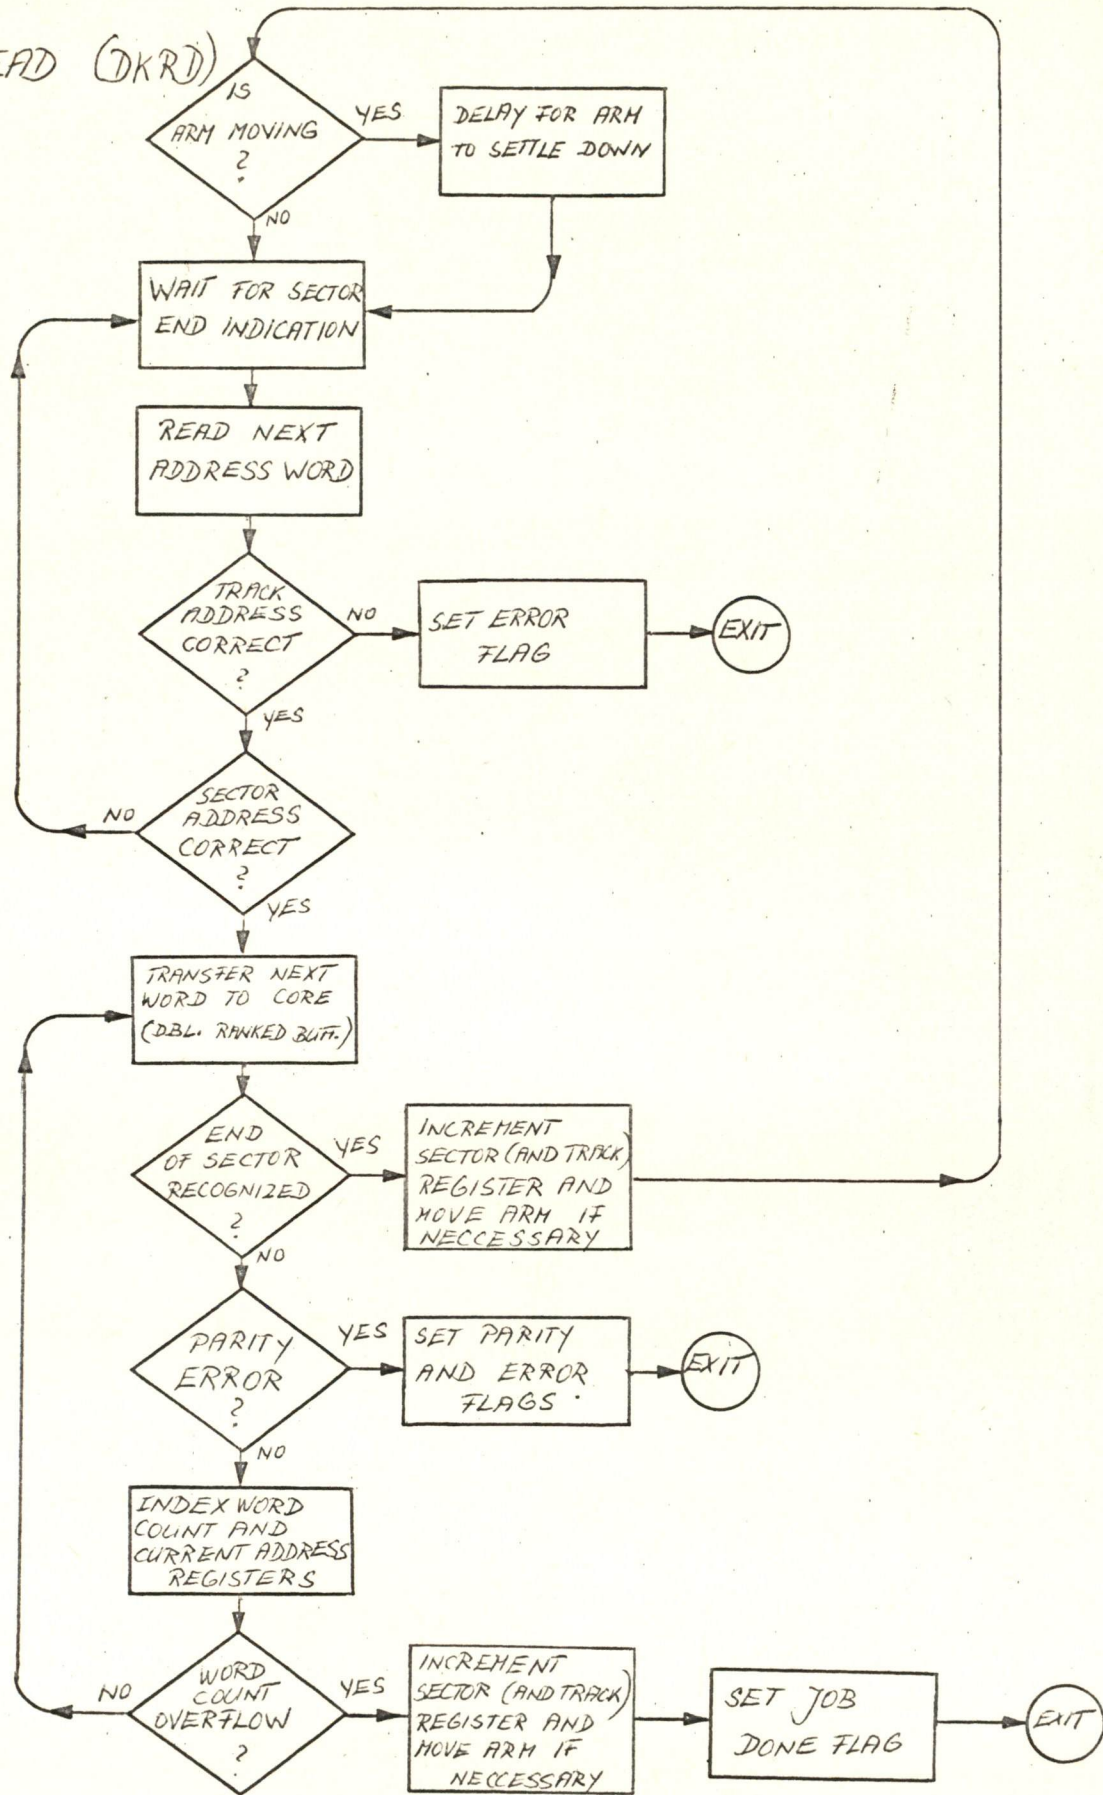 (DKRD)
IS
ARM MOVING
?
YES
DELAY FOR ARM
TO SETTLE DOWN
NO
WAIT FOR SECTOR
END INDICATION
READ NEXT
ADDRESS WORD
TRACK
ADDRESS
CORRECT
?
NO
SET ERROR
FLAG
EXIT
YES
SECTOR
ADDRESS
CORRECT
?
NO
YES
TRANSFER NEXT
WORD TO CORE
(DBL. RANKED BUFF.)
END
OF SECTOR
RECOGNIZED
?
YES
INCREMENT
SECTOR (AND TRACK)
REGISTER AND
MOVE ARM IF
NECCESSARY
NO
PARITY
ERROR
?
YES
SET PARITY
AND ERROR
FLAGS
EXIT
NO
INDEX WORD
COUNT AND
CURRENT ADDRESS
REGISTERS
WORD
COUNT
OVERFLOW
?
NO
YES
INCREMENT
SECTOR (AND TRACK)
REGISTER AND
MOVE ARM IF
NECCESSARY
SET JOB
DONE FLAG
EXIT